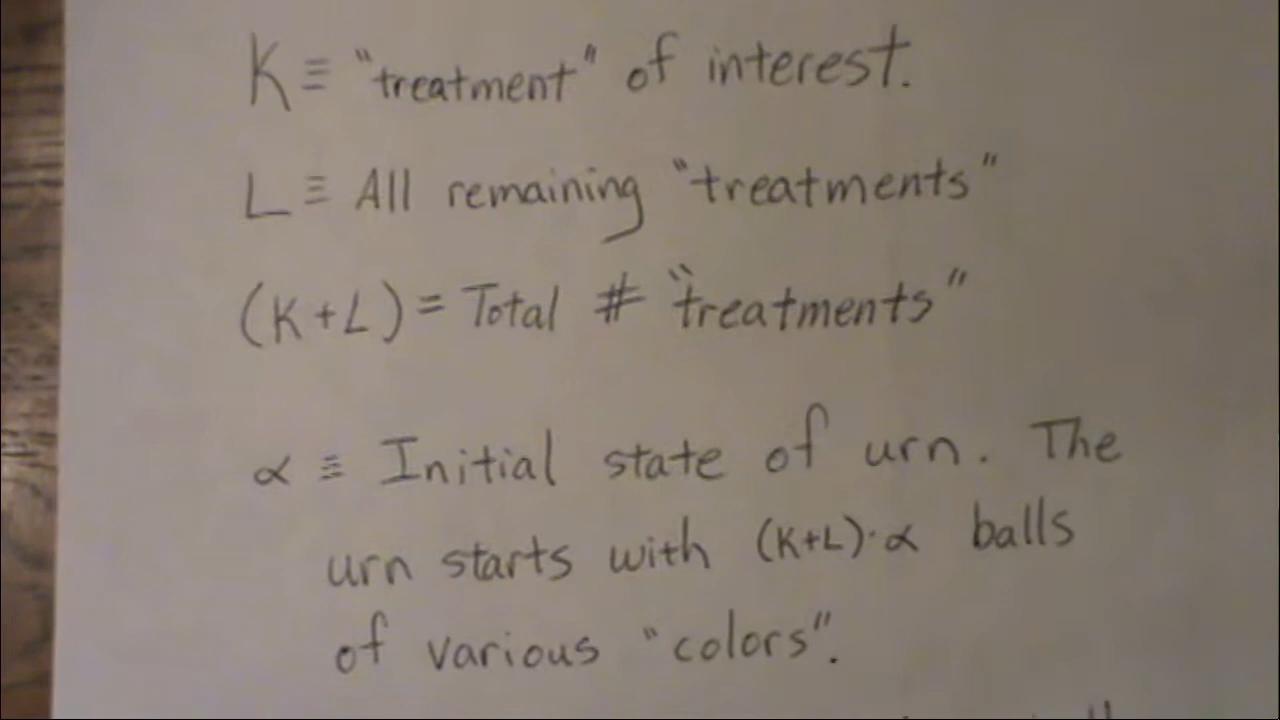 K ≡ "treatment" of interest.
L ≡ All remaining "treatments"
(K+L) = Total # "treatments"
α ≡ Initial state of urn. The
urn starts with (K+L)·α balls
of various "colors".